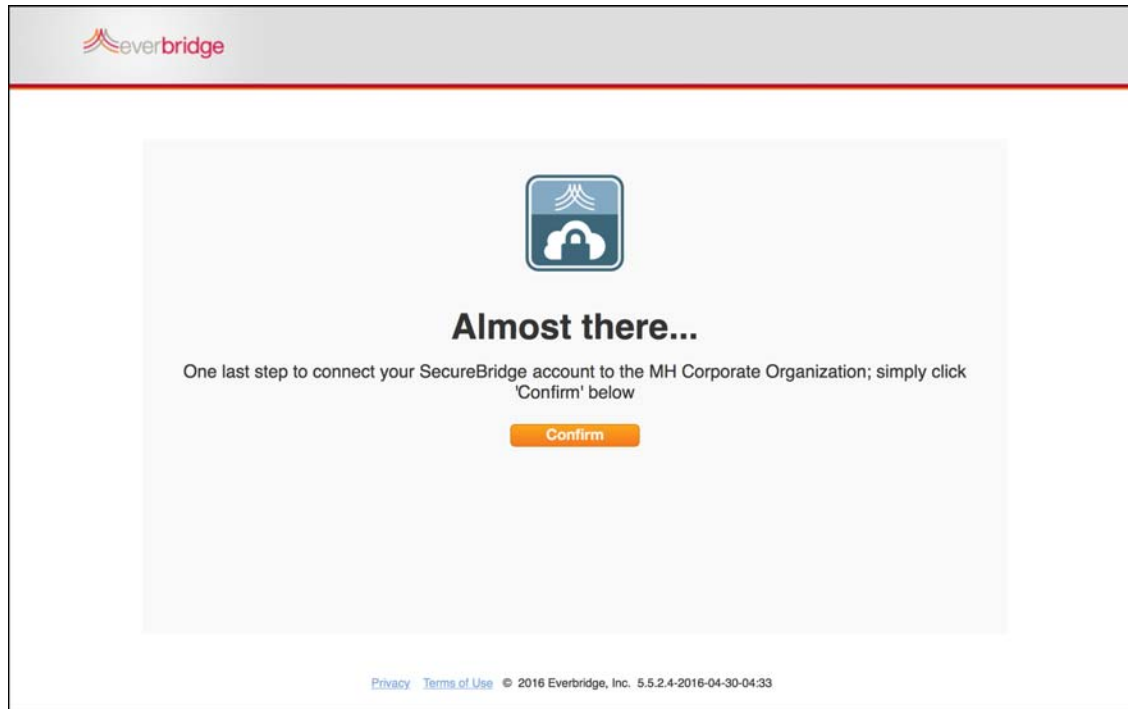 everbridge
Almost there...
One last step to connect your SecureBridge account to the MH Corporate Organization; simply click
'Confirm' below
Confirm
Privacy Terms of Use © 2016 Everbridge, Inc. 5.5.2.4-2016-04-30-04:33